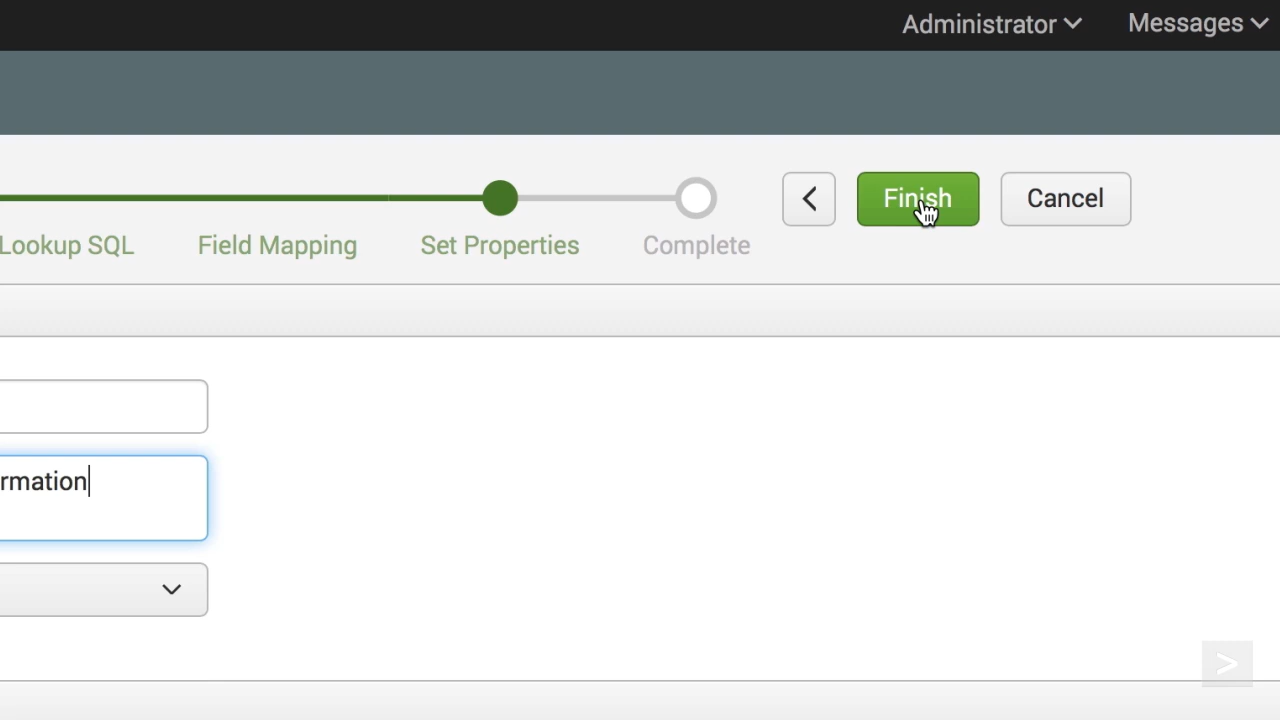 Administrator Messages
Finish Cancel
Lookup SQL Field Mapping Set Properties Complete
rmation
>